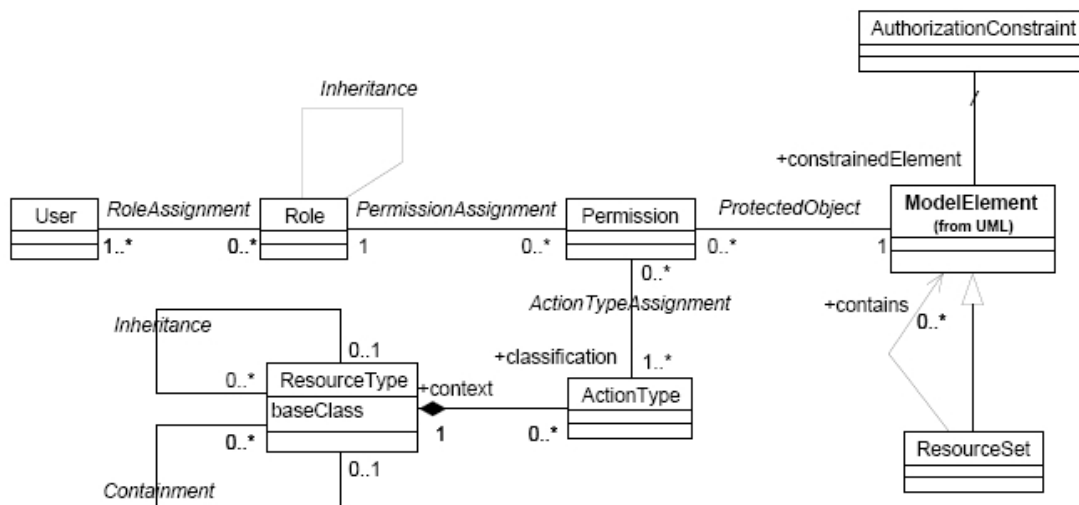 AuthorizationConstraint
Inheritance
+constrainedElement
User
RoleAssignment
Role
PermissionAssignment
Permission
ProtectedObject
ModelElement
(from UML)
1..*
0..*
1
0..*
0..*
1
0..*
ActionTypeAssignment
+contains
0..*
Inheritance
0..1
+classification
1..*
0..*
ResourceType
+context
ActionType
baseClass
0..*
1
0..*
ResourceSet
0..1
Containment
/